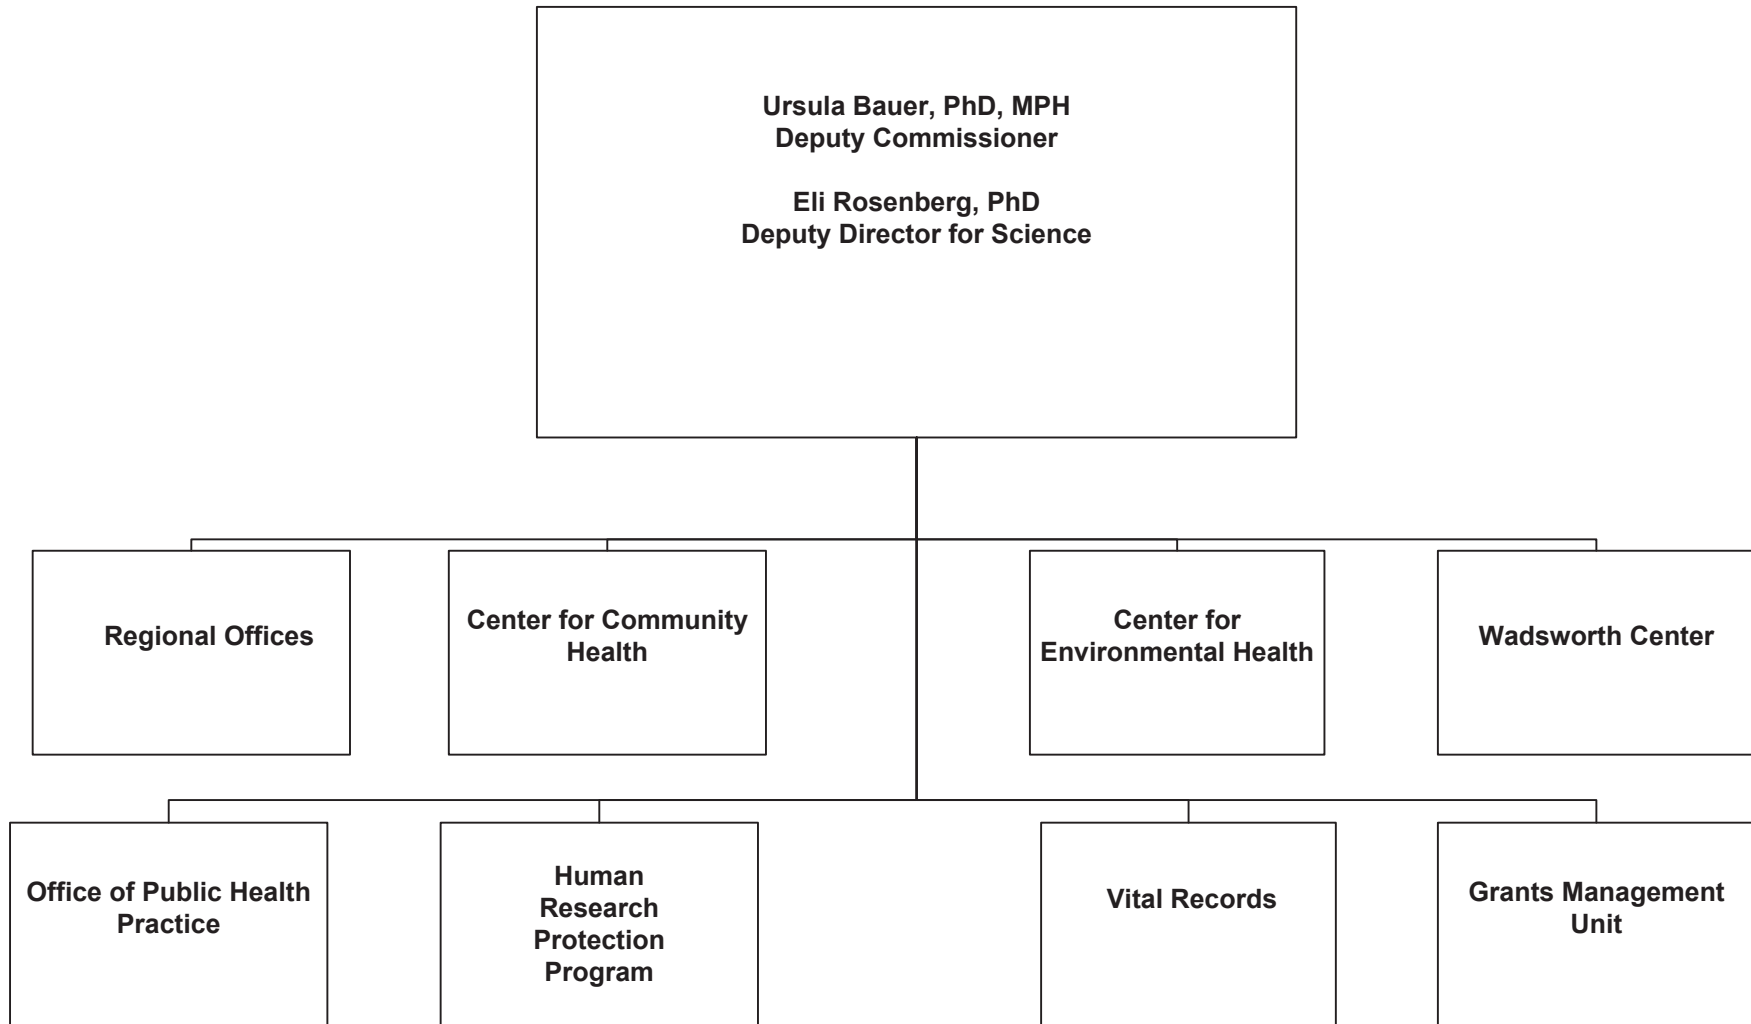 Ursula Bauer, PhD, MPH
Deputy Commissioner
Eli Rosenberg, PhD
Deputy Director for Science
Regional Offices
Center for Community
Health
Center for
Environmental Health
Wadsworth Center
Office of Public Health
Practice
Human
Research
Protection
Program
Vital Records
Grants Management
Unit